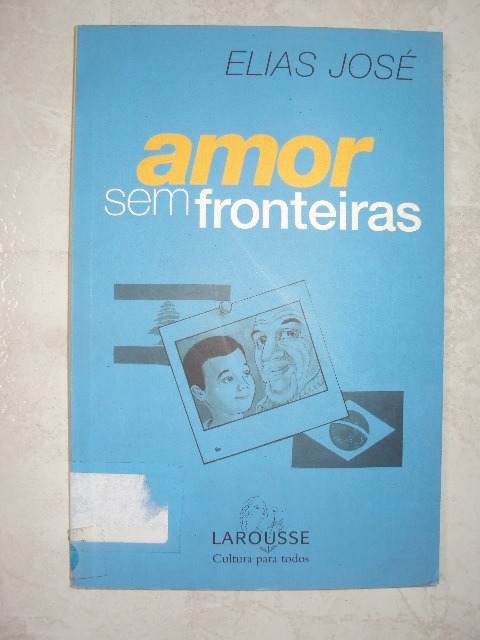 ELIAS JOSÉ
amor
sem fronteiras
LAROUSSE
Cultura para todos